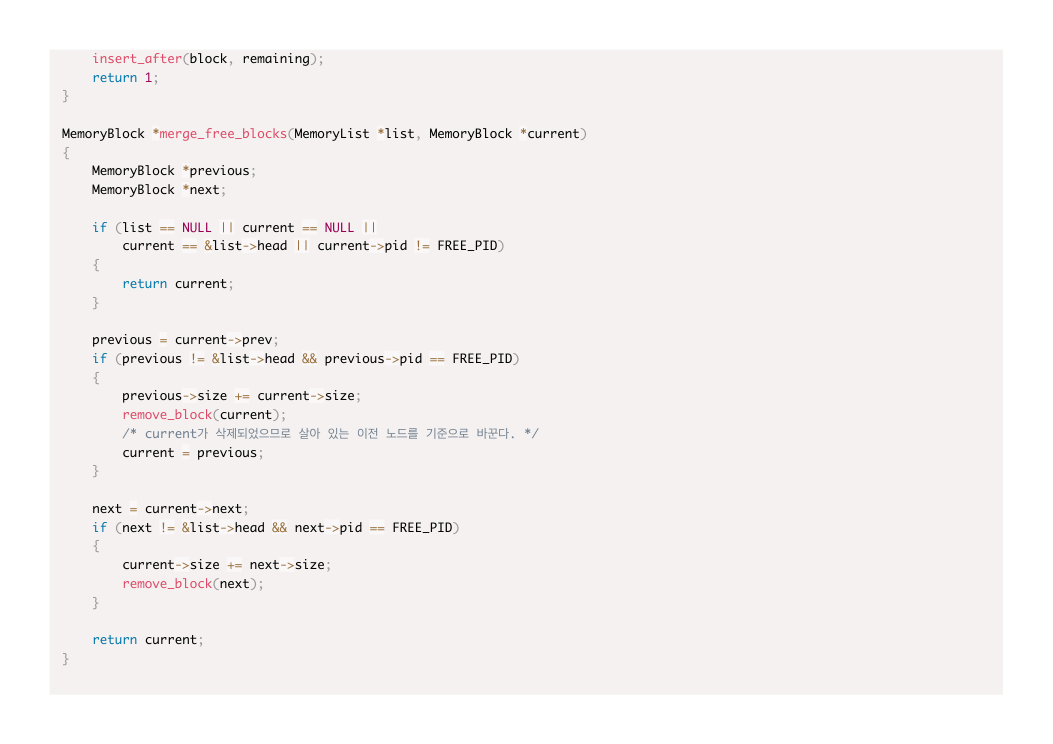 insert_after(block, remaining);
    return 1;
}

MemoryBlock *merge_free_blocks(MemoryList *list, MemoryBlock *current)
{
    MemoryBlock *previous;
    MemoryBlock *next;

    if (list == NULL || current == NULL ||
        current == &list->head || current->pid != FREE_PID)
    {
        return current;
    }

    previous = current->prev;
    if (previous != &list->head && previous->pid == FREE_PID)
    {
        previous->size += current->size;
        remove_block(current);
        /* current가 삭제되었으므로 살아 있는 이전 노드를 기준으로 바꾼다. */
        current = previous;
    }

    next = current->next;
    if (next != &list->head && next->pid == FREE_PID)
    {
        current->size += next->size;
        remove_block(next);
    }

    return current;
}